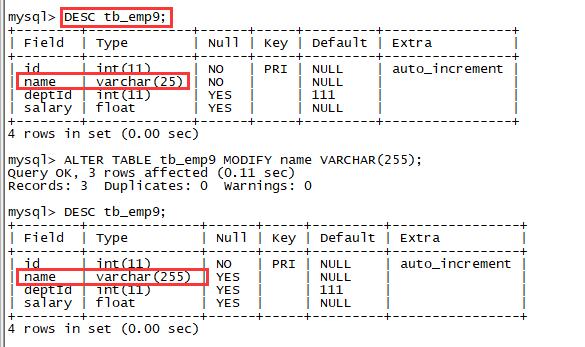 mysql> DESC tb_emp9;
+--------+-------------+------+-----+---------+----------------+
| Field  | Type        | Null | Key | Default | Extra          |
+--------+-------------+------+-----+---------+----------------+
| id     | int(11)     | NO   | PRI | NULL    | auto_increment |
| name   | varchar(25) | NO   |     | NULL    |                |
| deptId | int(11)     | YES  |     | 111     |                |
| salary | float       | YES  |     | NULL    |                |
+--------+-------------+------+-----+---------+----------------+
4 rows in set (0.00 sec)
mysql> ALTER TABLE tb_emp9 MODIFY name VARCHAR(255);
Query OK, 3 rows affected (0.11 sec)
Records: 3  Duplicates: 0  Warnings: 0
mysql> DESC tb_emp9;
+--------+--------------+------+-----+---------+----------------+
| Field  | Type         | Null | Key | Default | Extra          |
+--------+--------------+------+-----+---------+----------------+
| id     | int(11)      | NO   | PRI | NULL    | auto_increment |
| name   | varchar(255) | YES  |     | NULL    |                |
| deptId | int(11)      | YES  |     | 111     |                |
| salary | float        | YES  |     | NULL    |                |
+--------+--------------+------+-----+---------+----------------+
4 rows in set (0.00 sec)